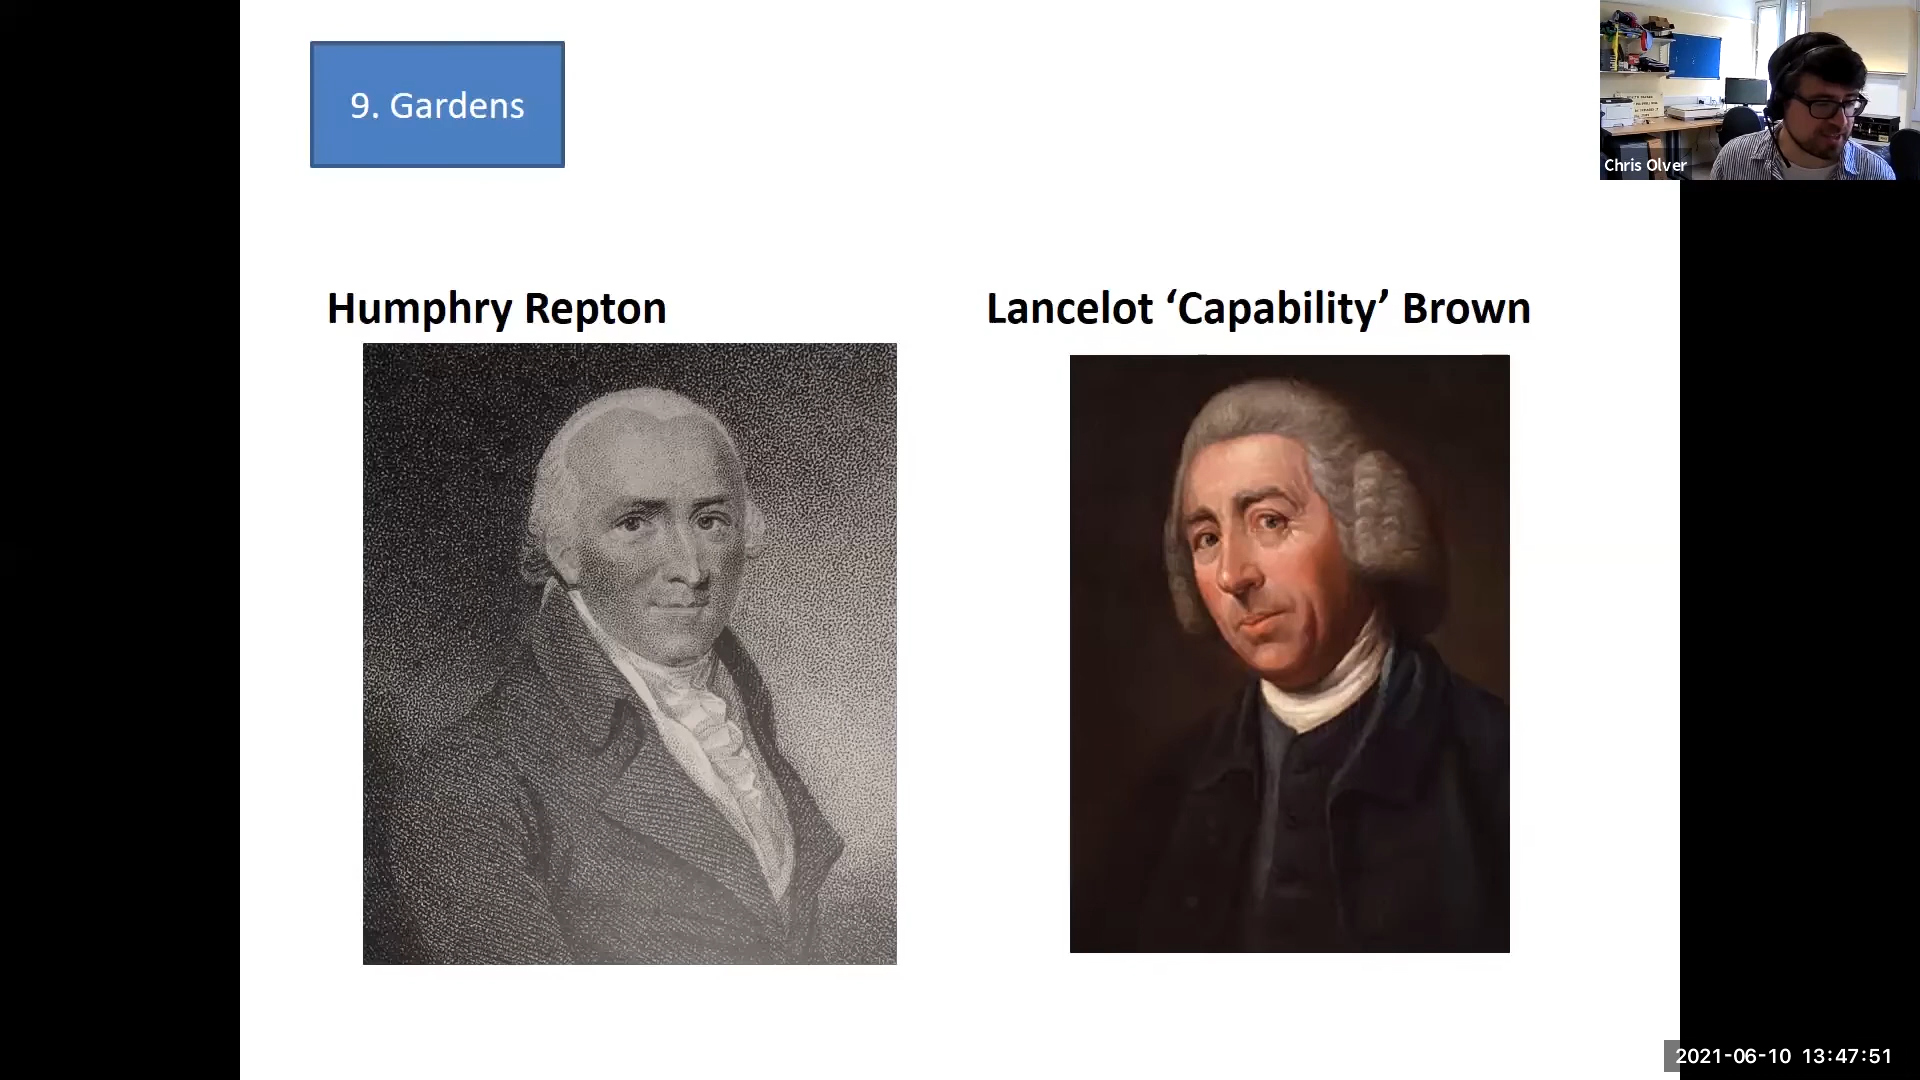 9. Gardens
Chris Olver
Humphry Repton
Lancelot ‘Capability’ Brown
2021-06-10 13:47:51